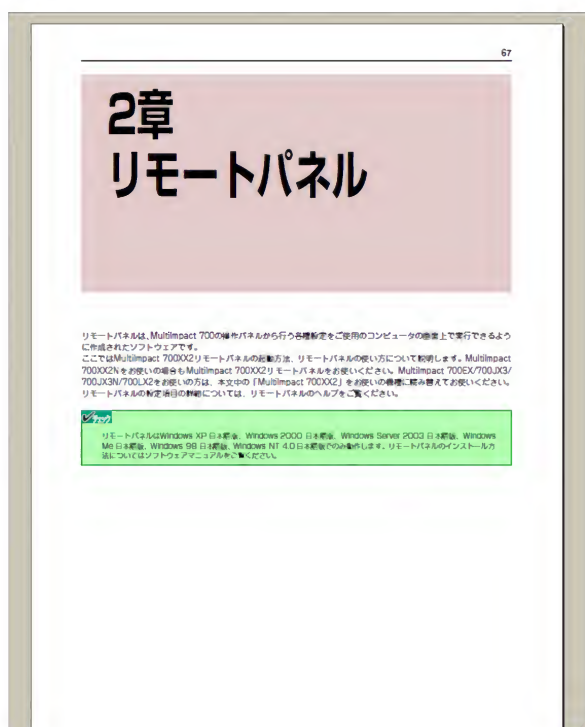 67
2章
リモートパネル
リモートパネルは、MultiImpact 700の操作パネルから行う各種設定をご使用のコンピュータの画面上で実行できるよう
に作成されたソフトウェアです。
ここではMultiImpact 700XX2リモートパネルの起動方法、リモートパネルの使い方について説明します。MultiImpact
700XX2Nをお使いの場合もMultiImpact 700XX2リモートパネルをお使いください。MultiImpact 700EX/700JX3/
700JX3N/700LX2をお使いの方は、本文中の「MultiImpact 700XX2」をお使いの機種に読み替えてお使いください。
リモートパネルの設定項目の詳細については、リモートパネルのヘルプをご覧ください。
チェック
リモートパネルはWindows XP 日本語版、Windows 2000 日本語版、Windows Server 2003 日本語版、Windows
Me 日本語版、Windows 98 日本語版、Windows NT 4.0日本語版でのみ動作します。リモートパネルのインストール方
法についてはソフトウェアマニュアルをご覧ください。